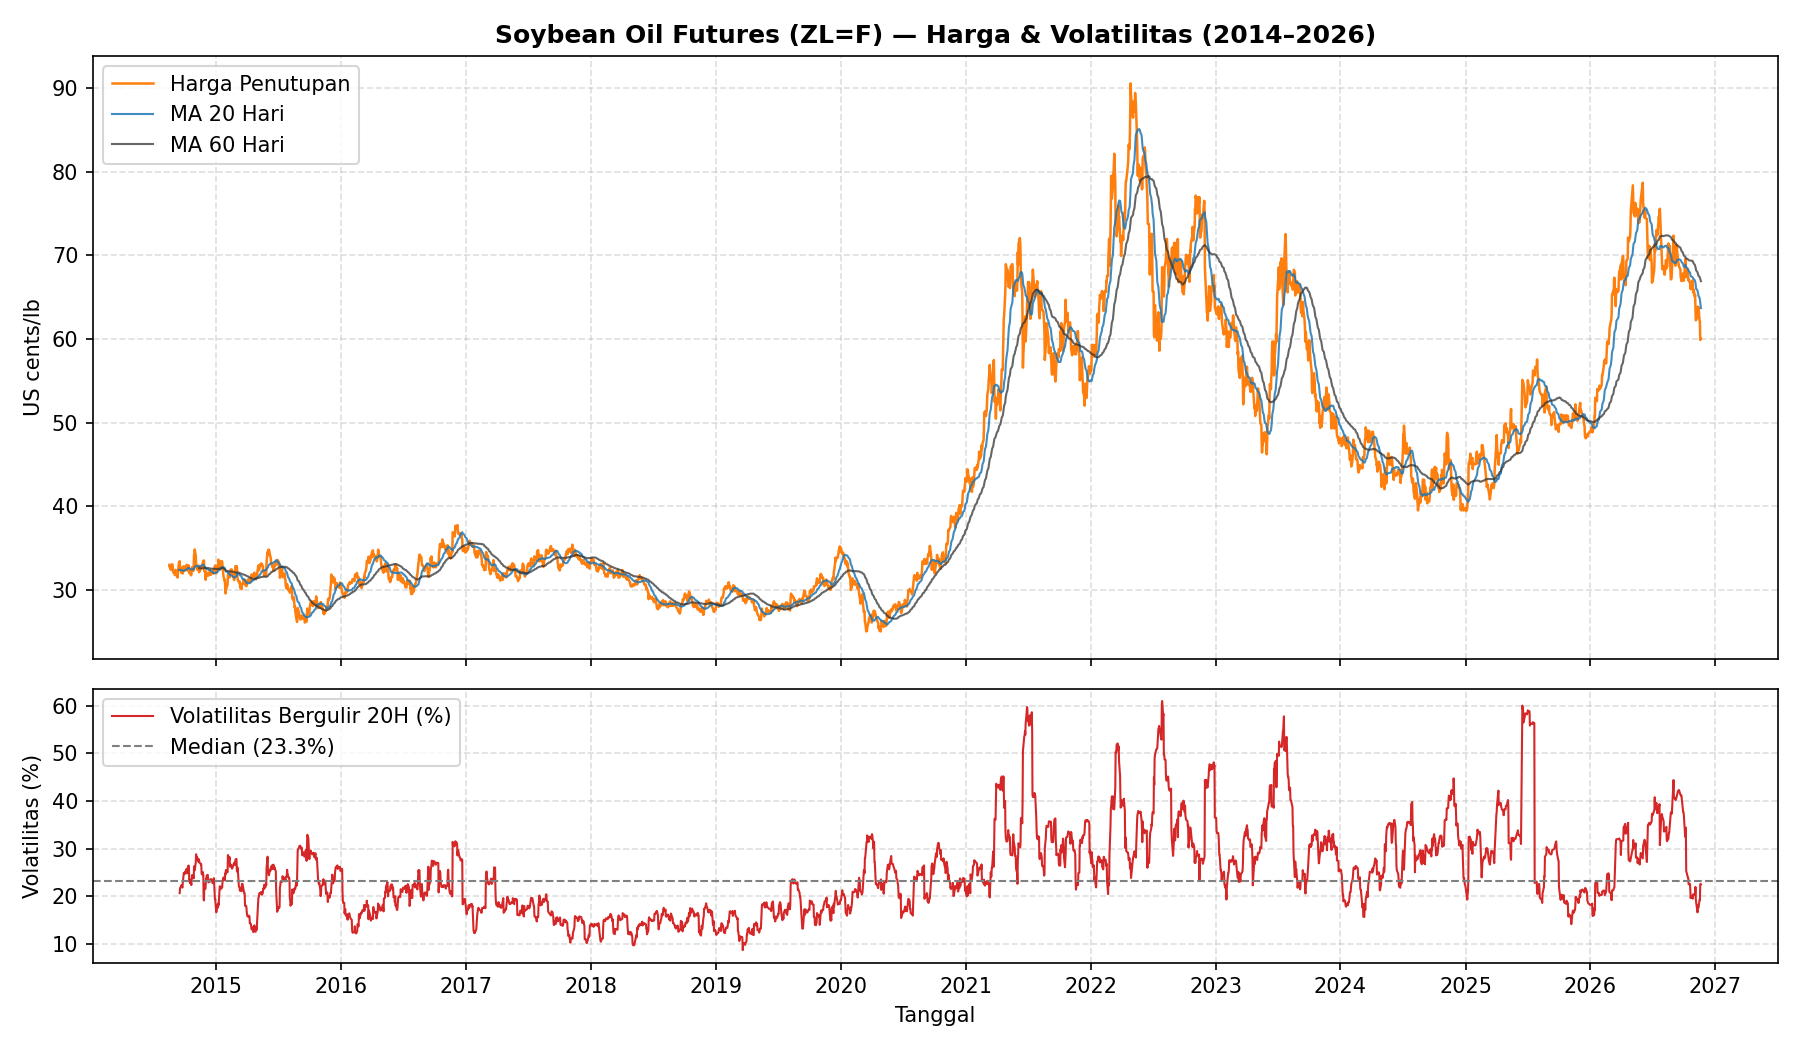 Soybean Oil Futures (ZL=F) — Harga & Volatilitas (2014–2026)
Harga Penutupan
MA 20 Hari
MA 60 Hari
US cents/lb
90
80
70
60
50
40
30
Volatilitas Bergulir 20H (%)
Median (23.3%)
Volatilitas (%)
60
50
40
30
20
10
2015 2016 2017 2018 2019 2020 2021 2022 2023 2024 2025 2026 2027
Tanggal